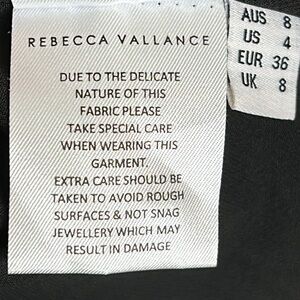 REBECCA VALLANCE
DUE TO THE DELICATE
NATURE OF THIS
FABRIC PLEASE
TAKE SPECIAL CARE
WHEN WEARING THIS
GARMENT.
EXTRA CARE SHOULD BE
TAKEN TO AVOID ROUGH
SURFACES & NOT SNAG
JEWELLERY WHICH MAY
RESULT IN DAMAGE
AUS 8
US 4
EUR 36
UK 8